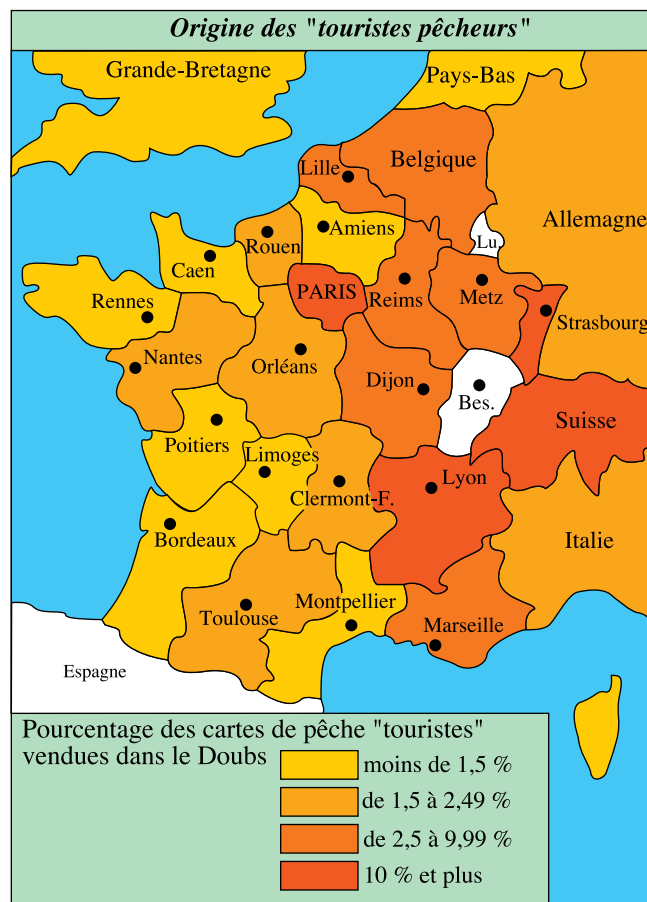 Origine des "touristes pêcheurs"
Grande-Bretagne
Pays-Bas
Belgique
Lille
Allemagne
Amiens
Rouen
Lu.
Caen
PARIS
Reims
Metz
Rennes
Strasbourg
Nantes
Orléans
Dijon
Bes.
Suisse
Poitiers
Limoges
Lyon
Clermont-F.
Bordeaux
Italie
Montpellier
Toulouse
Marseille
Espagne
Pourcentage des cartes de pêche "touristes"
vendues dans le Doubs
moins de 1,5 %
de 1,5 à 2,49 %
de 2,5 à 9,99 %
10 % et plus